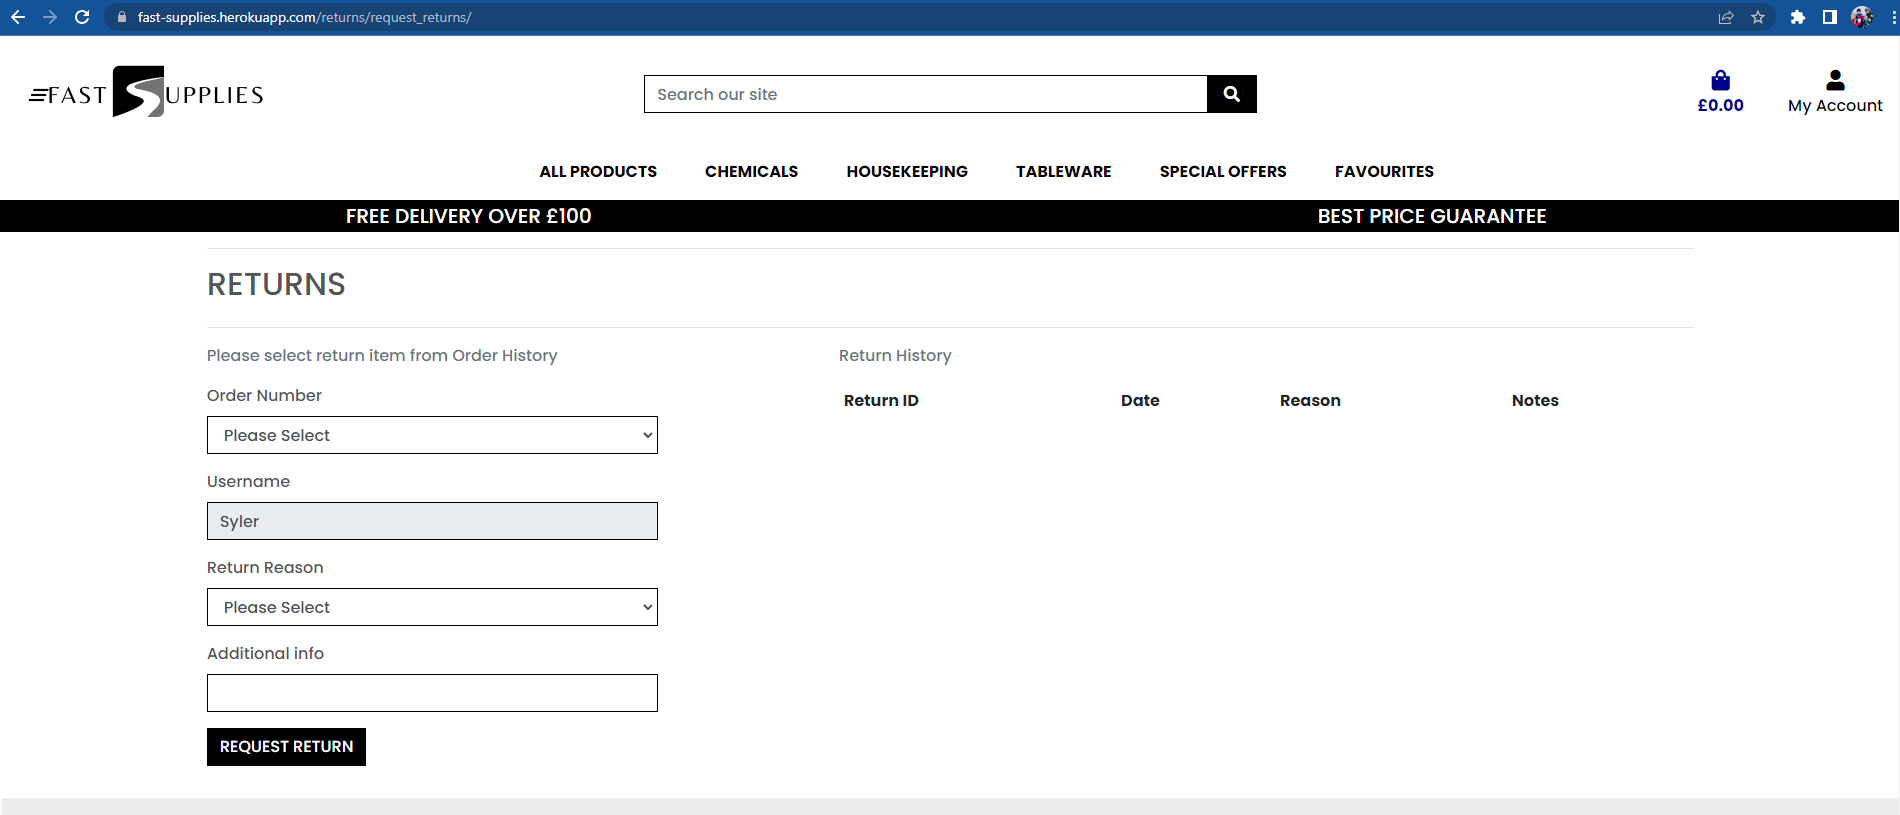 fast-supplies.herokuapp.com/returns/request_returns/
FAST SUPPLIES
Search our site
£0.00
My Account
ALL PRODUCTS CHEMICALS HOUSEKEEPING TABLEWARE SPECIAL OFFERS FAVOURITES
FREE DELIVERY OVER £100 BEST PRICE GUARANTEE
RETURNS
Please select return item from Order History
Order Number
Please Select
Username
Syler
Return Reason
Please Select
Additional info
REQUEST RETURN
Return History
Return ID Date Reason Notes